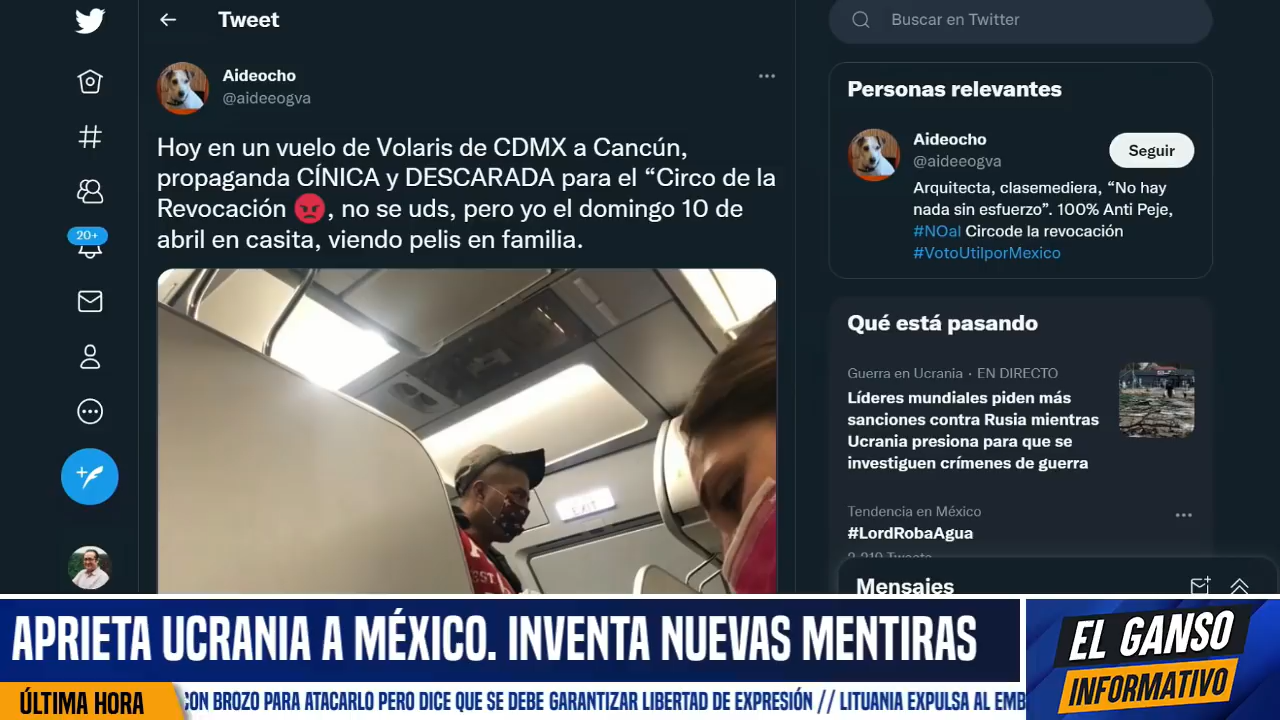 Tweet
Aideocho
@aideeogva
Hoy en un vuelo de Volaris de CDMX a Cancún,
propaganda CÍNICA y DESCARADA para el “Circo de la
Revocación 😡, no se uds, pero yo el domingo 10 de
abril en casita, viendo pelis en familia.
EXIT
EST
20+
Buscar en Twitter
Personas relevantes
Aideocho
@aideeogva
Seguir
Arquitecta, clasemediera, “No hay
nada sin esfuerzo”. 100% Anti Peje,
#NOal Circode la revocación
#VotoUtilporMexico
Qué está pasando
Guerra en Ucrania · EN DIRECTO
Líderes mundiales piden más
sanciones contra Rusia mientras
Ucrania presiona para que se
investiguen crímenes de guerra
Tendencia en México
#LordRobaAgua
2,219 Tweets
Mensajes
APRIETA UCRANIA A MÉXICO. INVENTA NUEVAS MENTIRAS
EL GANSO
INFORMATIVO
ÚLTIMA HORA
CON BROZO PARA ATACARLO PERO DICE QUE SE DEBE GARANTIZAR LIBERTAD DE EXPRESIÓN // LITUANIA EXPULSA AL EMB